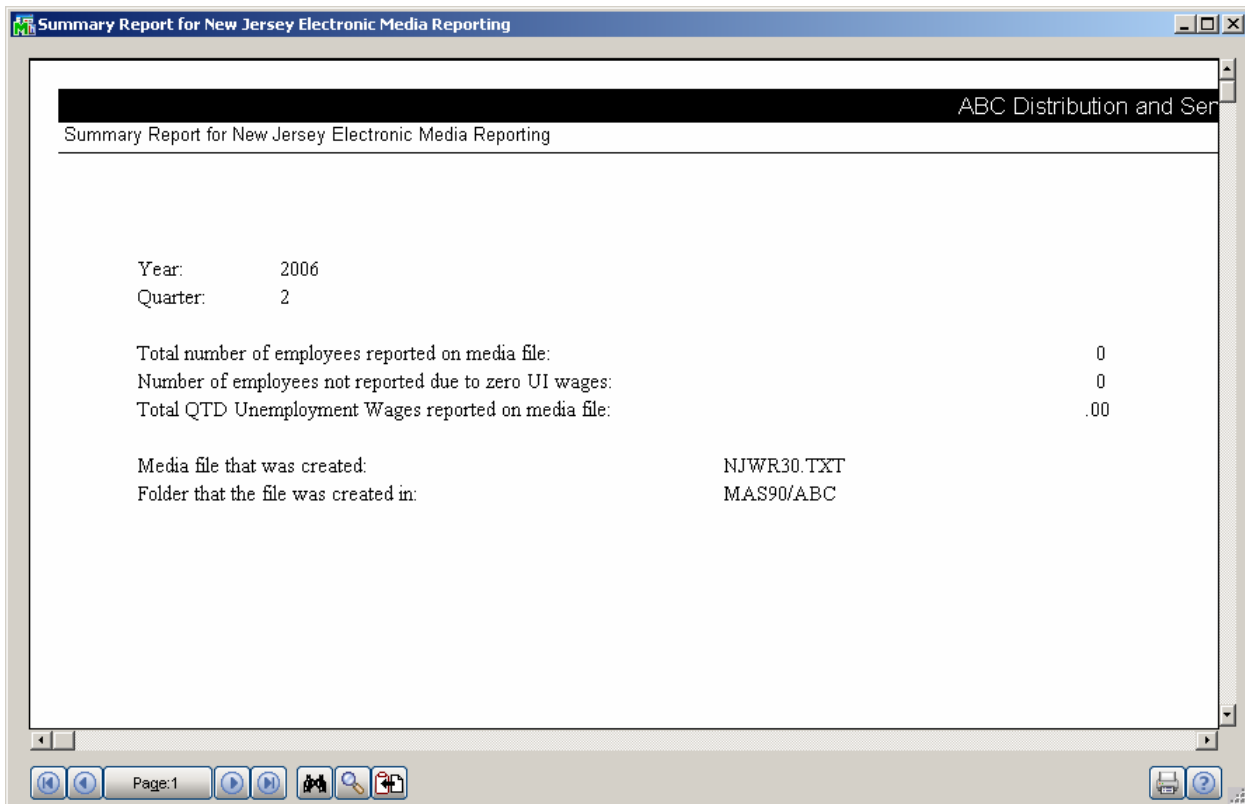 Summary Report for New Jersey Electronic Media Reporting
ABC Distribution and Ser
Summary Report for New Jersey Electronic Media Reporting
Year: 2006
Quarter: 2
Total number of employees reported on media file: 0
Number of employees not reported due to zero UI wages: 0
Total QTD Unemployment Wages reported on media file: .00
Media file that was created: NJWR30.TXT
Folder that the file was created in: MAS90/ABC
Page:1